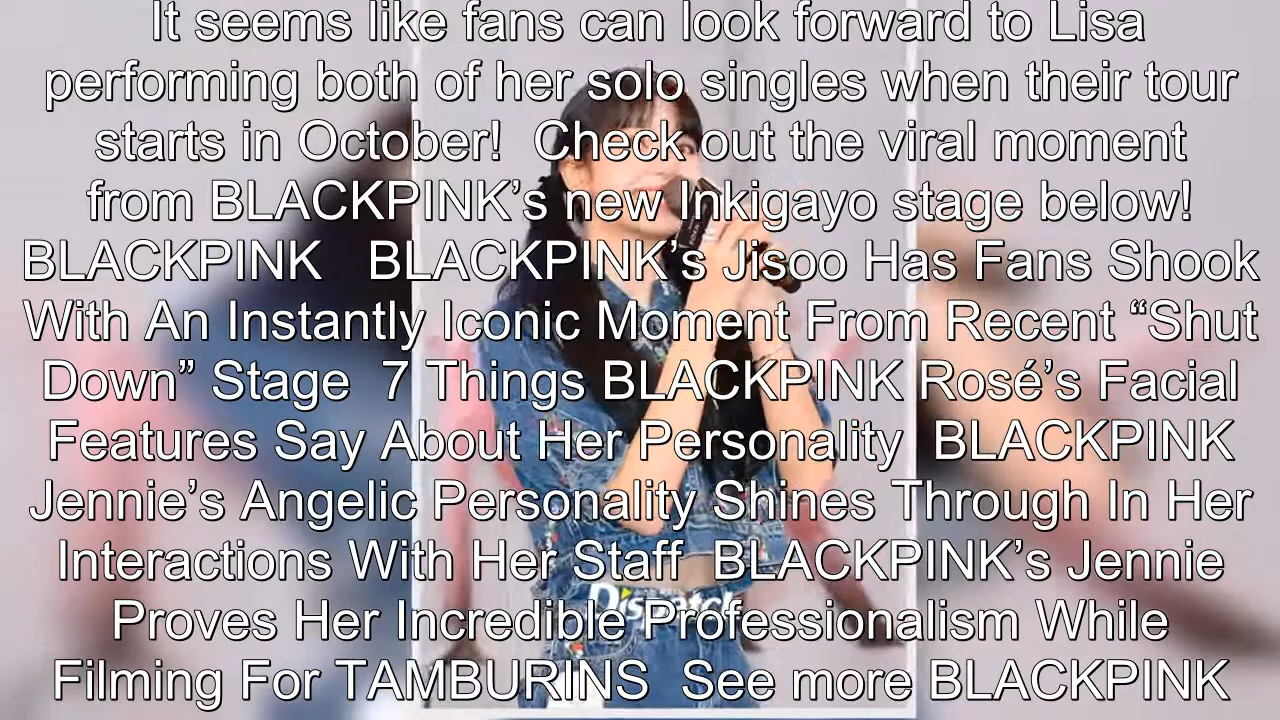 It seems like fans can look forward to Lisa
performing both of her solo singles when their tour
starts in October!  Check out the viral moment
from BLACKPINK’s new Inkigayo stage below!
BLACKPINK   BLACKPINK’s Jisoo Has Fans Shook
With An Instantly Iconic Moment From Recent “Shut
Down” Stage  7 Things BLACKPINK Rosé’s Facial
Features Say About Her Personality  BLACKPINK
Jennie’s Angelic Personality Shines Through In Her
Interactions With Her Staff  BLACKPINK’s Jennie
Dispatch
Proves Her Incredible Professionalism While
Filming For TAMBURINS  See more BLACKPINK